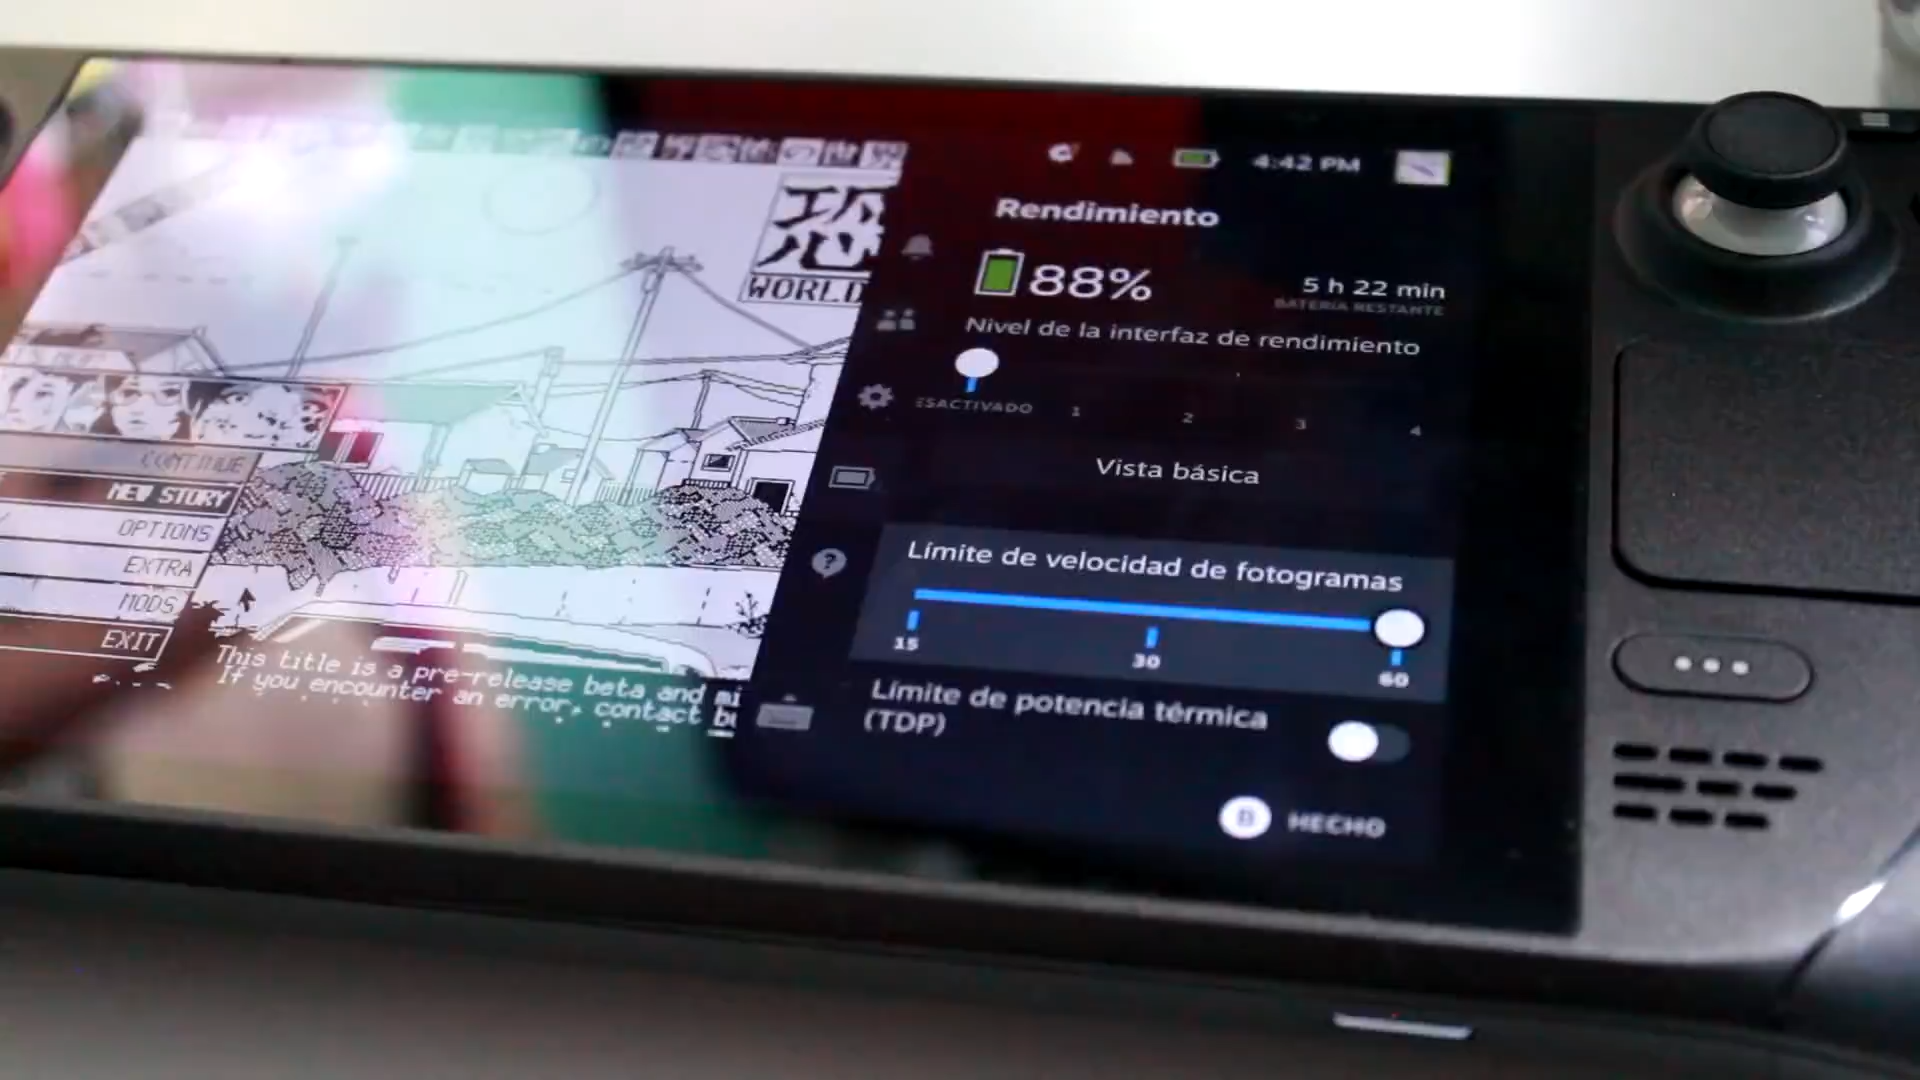 恐
WORLD
CONTINUE
NEW STORY
OPTIONS
EXTRA
MODS
EXIT
This title is a pre-release beta and mi
If you encounter an error, contact bu
4:42 PM
Rendimiento
88%
5 h 22 min
BATERÍA RESTANTE
Nivel de la interfaz de rendimiento
ESACTIVADO 1 2 3 4
Vista básica
Límite de velocidad de fotogramas
15 30 60
Límite de potencia térmica
(TDP)
B HECHO